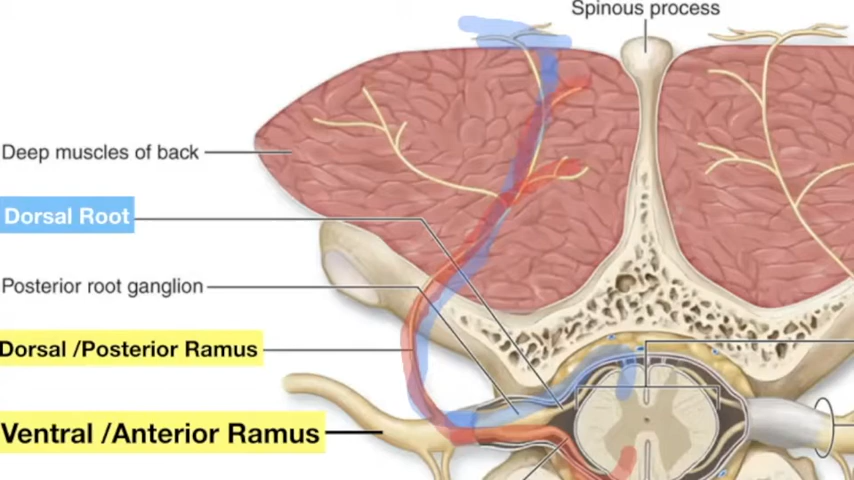 Spinous process
Deep muscles of back
Dorsal Root
Posterior root ganglion
Dorsal /Posterior Ramus
Ventral /Anterior Ramus